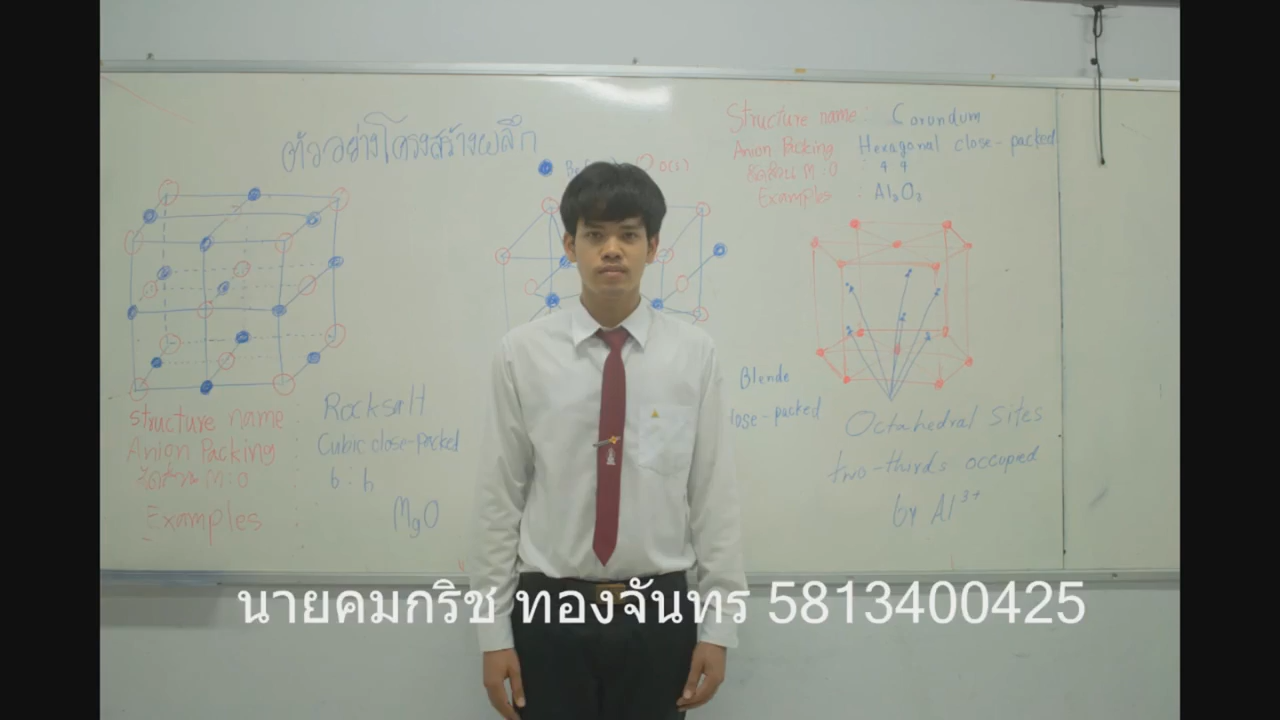 ตัวอย่างโครงสร้างผลึก
Structure name : Rocksalt
Anion Packing : Cubic close-packed
6 : 6
Examples : MgO
Blende
lose-packed
Structure name : Corundum
Anion Packing : Hexagonal close-packed
Examples : Al₂O₃
Octahedral Sites
two-thirds occupied
by Al³⁺
นายคมกริช ทองจันทร 5813400425